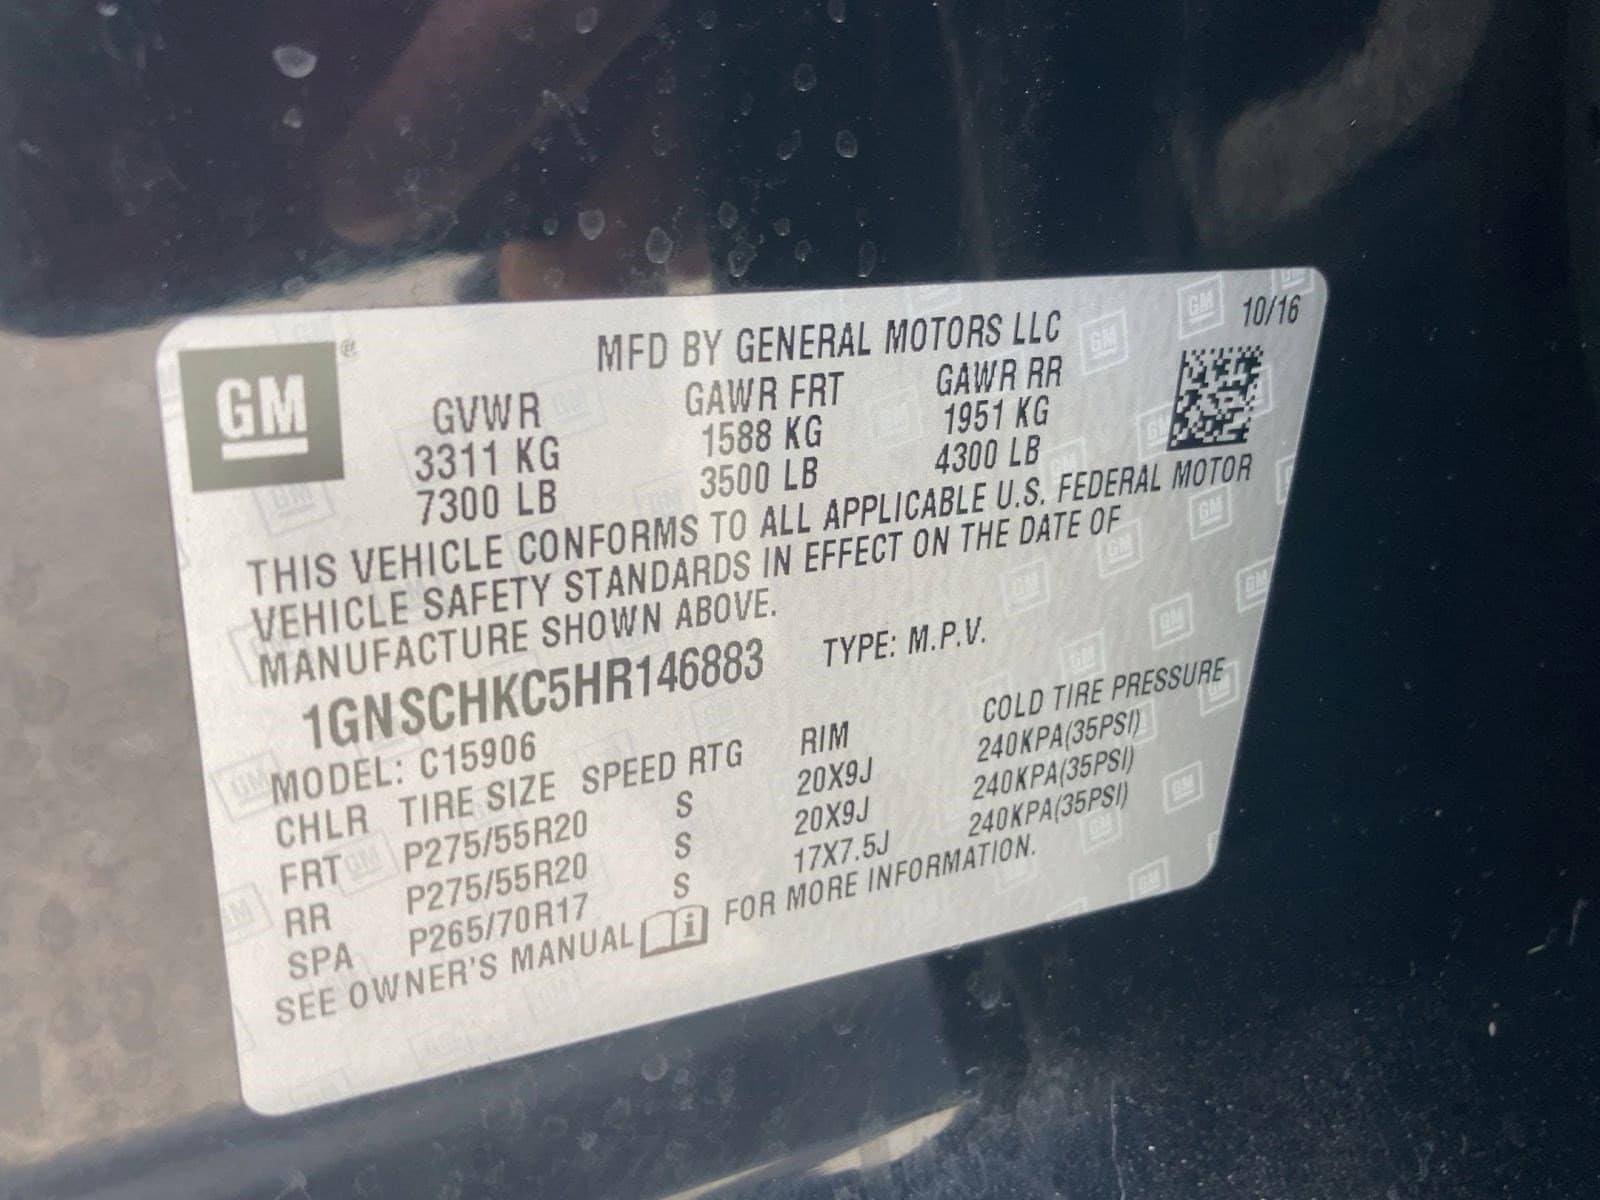 GM ®
MFD BY GENERAL MOTORS LLC 10/16
GVWR GAWR FRT GAWR RR
3311 KG 1588 KG 1951 KG
7300 LB 3500 LB 4300 LB
THIS VEHICLE CONFORMS TO ALL APPLICABLE U.S. FEDERAL MOTOR
VEHICLE SAFETY STANDARDS IN EFFECT ON THE DATE OF
MANUFACTURE SHOWN ABOVE.
1GNSCHKC5HR146883 TYPE: M.P.V.
MODEL: C15906
CHLR TIRE SIZE SPEED RTG RIM COLD TIRE PRESSURE
FRT P275/55R20 S 20X9J 240KPA(35PSI)
RR P275/55R20 S 20X9J 240KPA(35PSI)
SPA P265/70R17 S 17X7.5J 240KPA(35PSI)
SEE OWNER'S MANUAL FOR MORE INFORMATION.